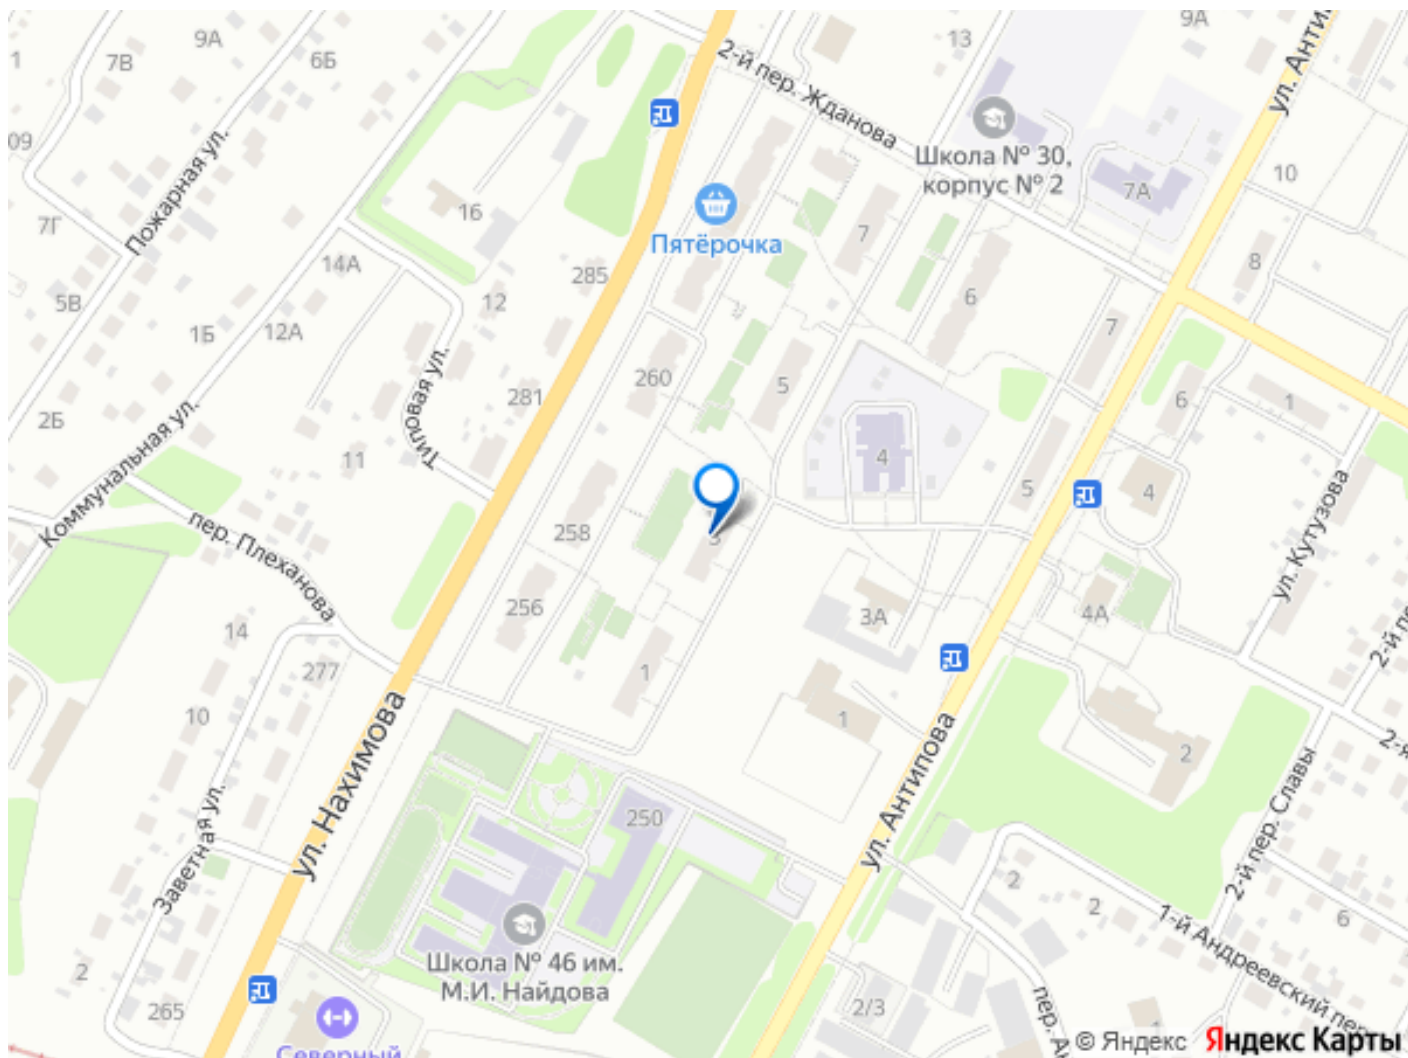 9А
1
7В
6Б
13
9А
ул. Анти
2-й пер. Жданова
Пожарная ул.
09
Школа № 30,
корпус № 2
7А
10
16
7Г
Пятёрочка
7
14А
285
8
5В
12
6
1Б
12А
7
260
5
281
6
1
2Б
Типовая ул.
Коммунальная ул.
11
4
5
4
пер. Плеханова
258
3
ул. Кутузова
256
3А
4А
14
277
1
2-й пе
10
1
2
2-я
ул. Нахимова
ул. Антипова
2-й пер. Славы
250
Заветная ул.
2
2
6
1-й Андреевский пер.
Школа № 46 им.
М.И. Найдова
2
265
2/3
пер. Ан
1
Северный
© Яндекс Яндекс Карты